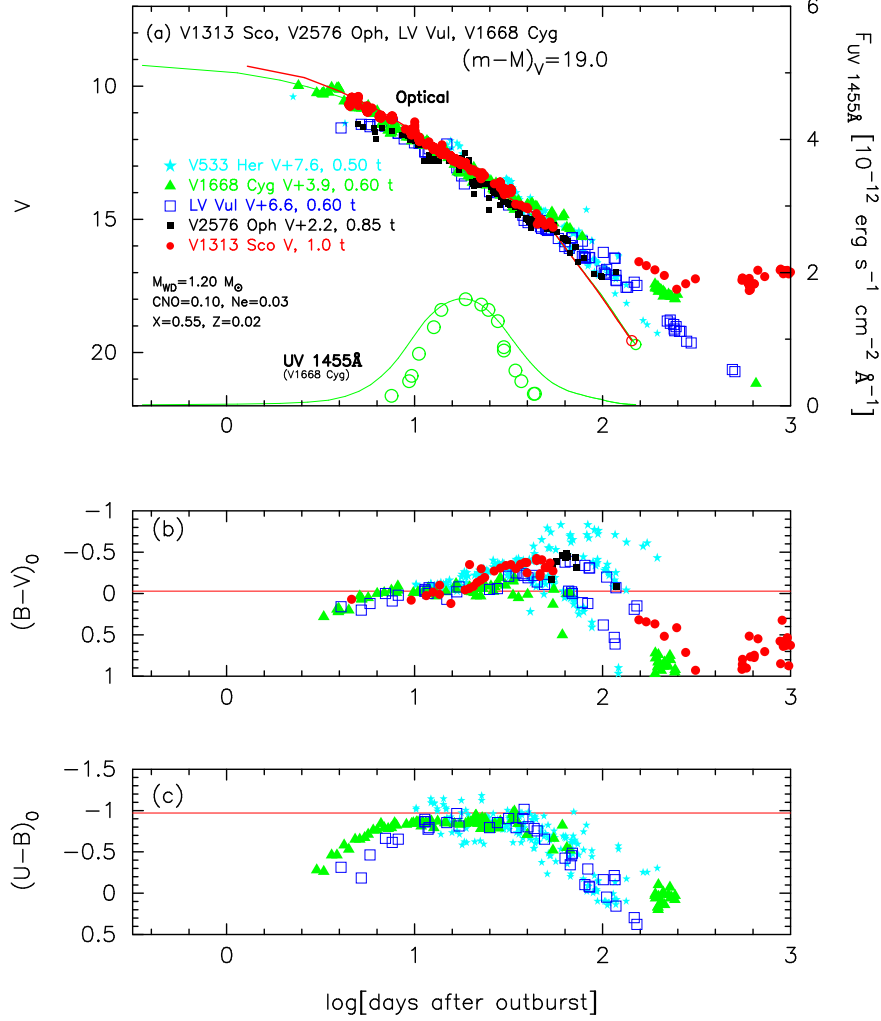 (a) V1313 Sco, V2576 Oph, LV Vul, V1668 Cyg
(m−M)V=19.0
Optical
V533 Her V+7.6, 0.50 t
V1668 Cyg V+3.9, 0.60 t
LV Vul V+6.6, 0.60 t
V2576 Oph V+2.2, 0.85 t
V1313 Sco V, 1.0 t
MWD=1.20 M⊙
CNO=0.10, Ne=0.03
X=0.55, Z=0.02
UV 1455Å
(V1668 Cyg)
V
10
15
20
6
4
2
0
FUV 1455Å [10−12 erg s−1 cm−2 Å−1]
0
1
2
3
(b)
(B−V)0
−1
−0.5
0
0.5
1
0
1
2
3
(c)
(U−B)0
−1.5
−1
−0.5
0
0.5
0
1
2
3
log[days after outburst]